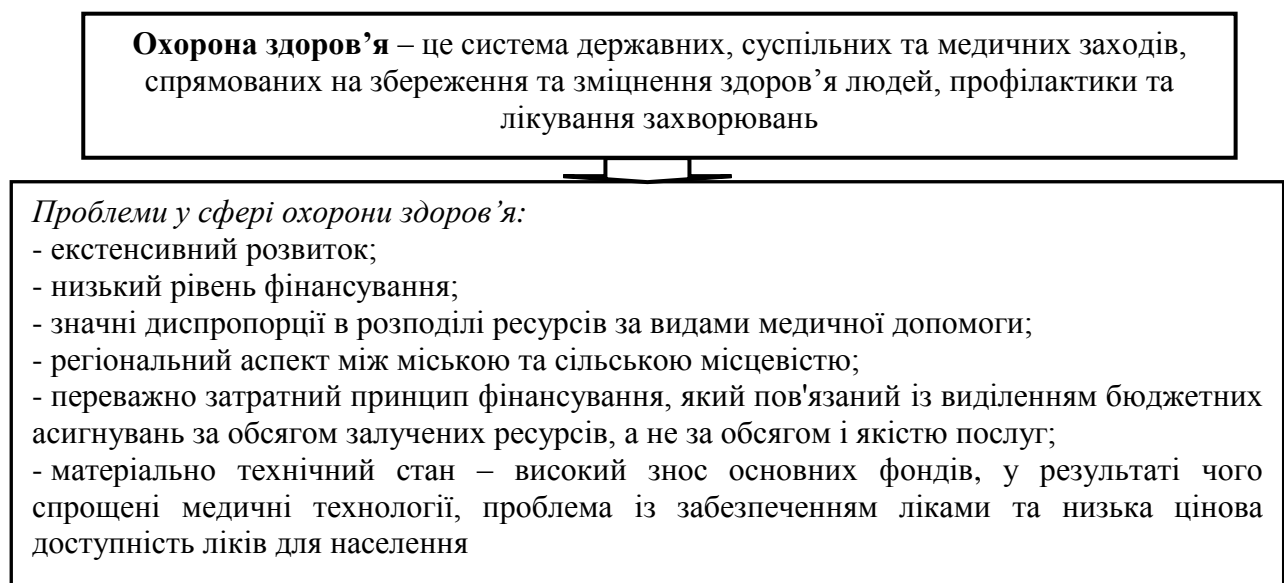 Охорона здоров’я – це система державних, суспільних та медичних заходів,
спрямованих на збереження та зміцнення здоров’я людей, профілактики та
лікування захворювань
Проблеми у сфері охорони здоров’я:
- екстенсивний розвиток;
- низький рівень фінансування;
- значні диспропорції в розподілі ресурсів за видами медичної допомоги;
- регіональний аспект між міською та сільською місцевістю;
- переважно затратний принцип фінансування, який пов'язаний із виділенням бюджетних
асигнувань за обсягом залучених ресурсів, а не за обсягом і якістю послуг;
- матеріально технічний стан – високий знос основних фондів, у результаті чого
спрощені медичні технології, проблема із забезпеченням ліками та низька цінова
доступність ліків для населення